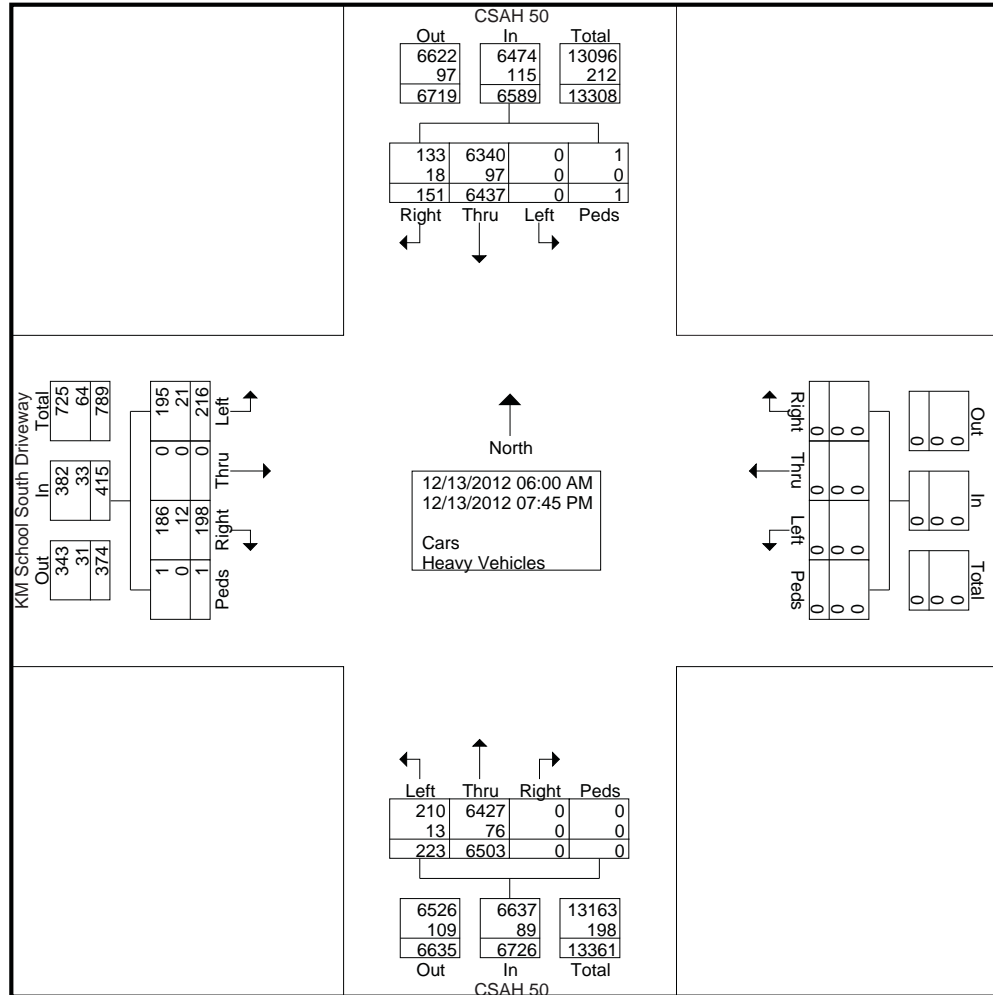 CSAH 50
Out In Total
6622 6474 13096
97 115 212
6719 6589 13308
133 6340 0 1
18 97 0 0
151 6437 0 1
Right Thru Left Peds
KM School South Driveway
Total In Out
725 382 343
64 33 31
789 415 374
Left Thru Right Peds
195 0 186 1
21 0 12 0
216 0 198 1
North
12/13/2012 06:00 AM
12/13/2012 07:45 PM
Cars
Heavy Vehicles
Right Thru Left Peds
0 0 0 0
0 0 0 0
0 0 0 0
Out In Total
0 0 0
0 0 0
0 0 0
Left Thru Right Peds
210 6427 0 0
13 76 0 0
223 6503 0 0
6526 6637 13163
109 89 198
6635 6726 13361
Out In Total
CSAH 50